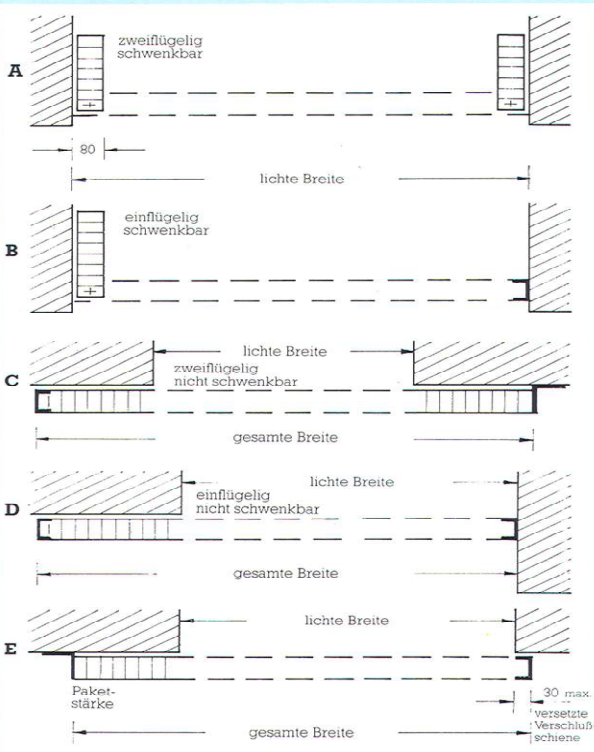 A
zweiflügelig
schwenkbar
80
lichte Breite
B
einflügelig
schwenkbar
C
lichte Breite
zweiflügelig
nicht schwenkbar
gesamte Breite
D
lichte Breite
einflügelig
nicht schwenkbar
gesamte Breite
E
lichte Breite
Paket-
stärke
30 max.
versetzte
Verschluß
schiene
gesamte Breite